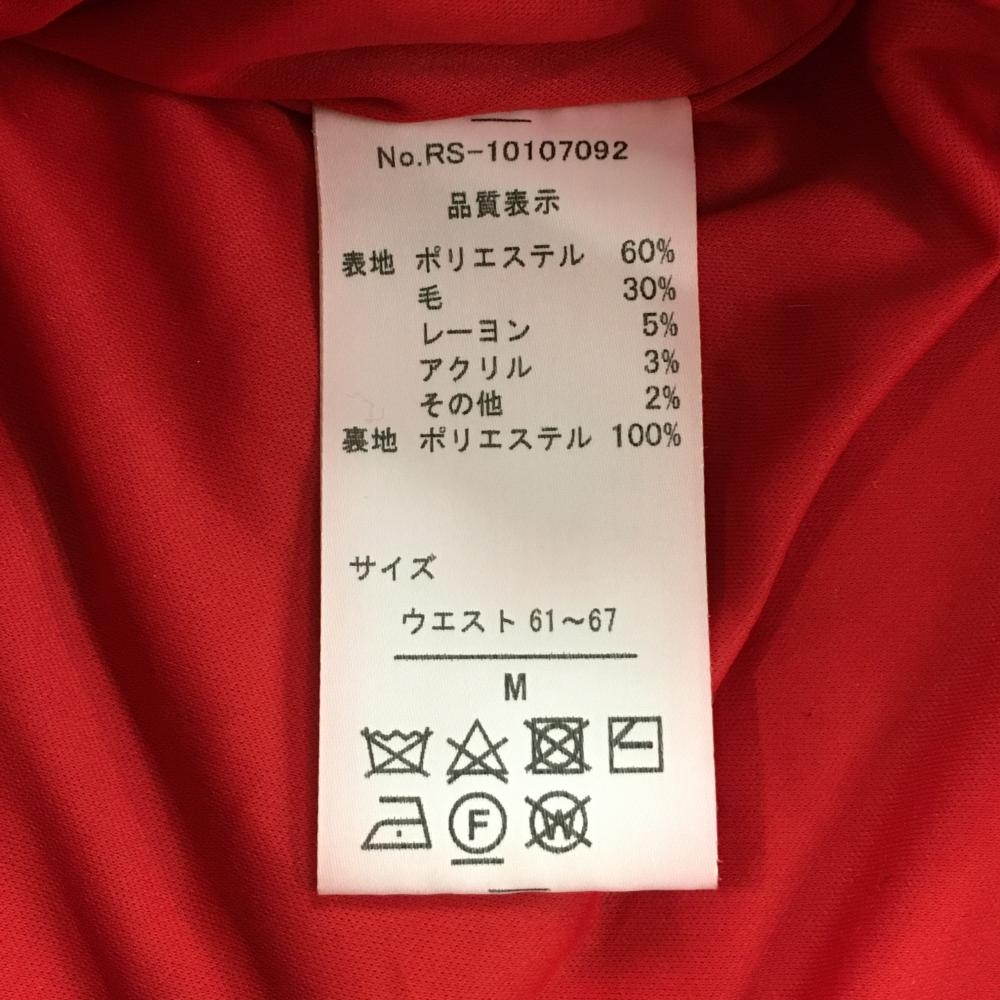 No.RS-10107092
品質表示
表地 ポリエステル 60%
毛 30%
レーヨン 5%
アクリル 3%
その他 2%
裏地 ポリエステル 100%
サイズ
ウエスト 61～67
M
F W